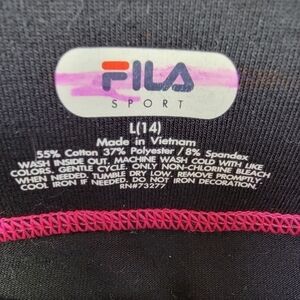 FILA
SPORT
L(14)
Made in Vietnam
55% Cotton 37% Polyester / 8% Spandex
WASH INSIDE OUT. MACHINE WASH COLD WITH LIKE
COLORS. GENTLE CYCLE. ONLY NON-CHLORINE BLEACH
WHEN NEEDED. TUMBLE DRY LOW. REMOVE PROMPTLY.
COOL IRON IF NEEDED. DO NOT IRON DECORATION.
RN#73277